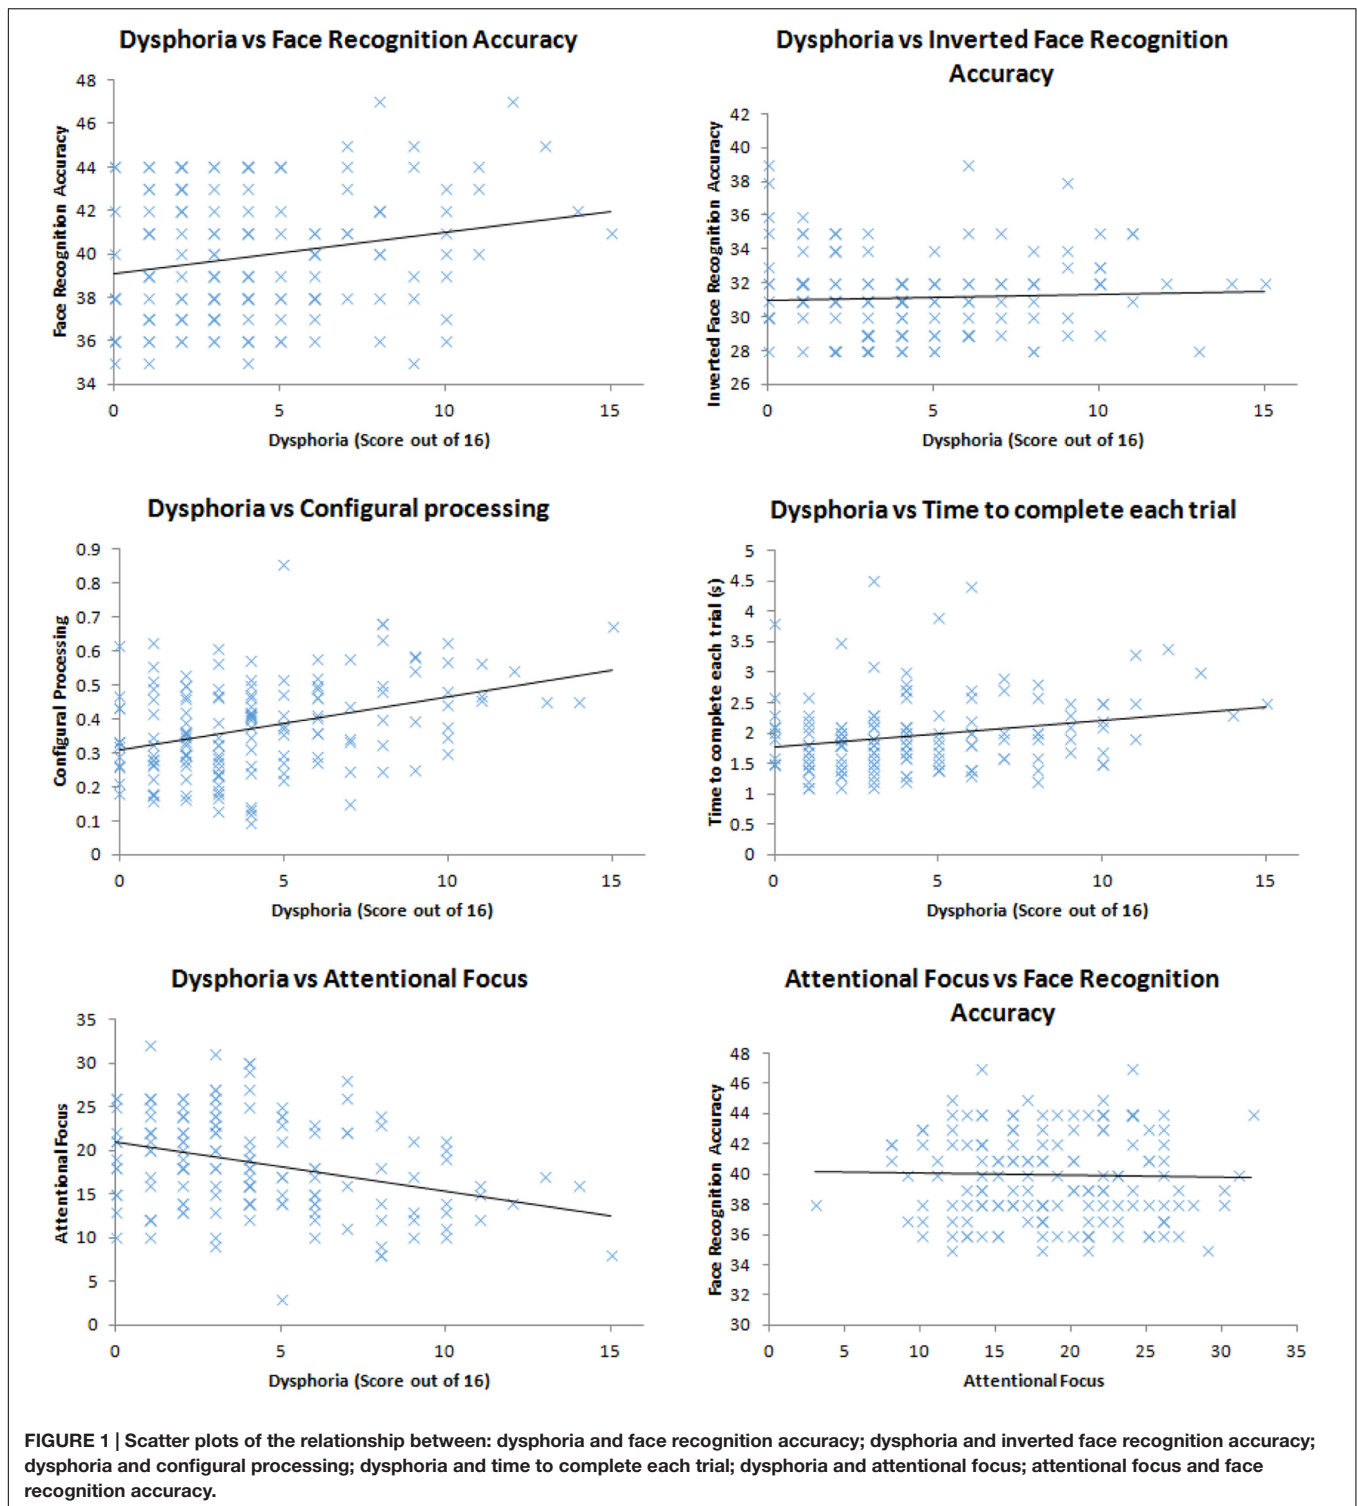 Dysphoria vs Face Recognition Accuracy
48
46
44
42
40
38
36
34
Face Recognition Accuracy
0 5 10 15
Dysphoria (Score out of 16)
Dysphoria vs Inverted Face Recognition
Accuracy
42
40
38
36
34
32
30
28
26
Inverted Face Recognition Accuracy
0 5 10 15
Dysphoria (Score out of 16)
Dysphoria vs Configural processing
0.9
0.8
0.7
0.6
0.5
0.4
0.3
0.2
0.1
0
Configural Processing
0 5 10 15
Dysphoria (Score out of 16)
Dysphoria vs Time to complete each trial
5
4.5
4
3.5
3
2.5
2
1.5
1
0.5
0
Time to complete each trial (s)
0 5 10 15
Dysphoria (Score out of 16)
Dysphoria vs Attentional Focus
35
30
25
20
15
10
5
0
Attentional Focus
0 5 10 15
Dysphoria (Score out of 16)
Attentional Focus vs Face Recognition
Accuracy
48
46
44
42
40
38
36
34
32
30
Face Recognition Accuracy
0 5 10 15 20 25 30 35
Attentional Focus
FIGURE 1 | Scatter plots of the relationship between: dysphoria and face recognition accuracy; dysphoria and inverted face recognition accuracy;
dysphoria and configural processing; dysphoria and time to complete each trial; dysphoria and attentional focus; attentional focus and face
recognition accuracy.